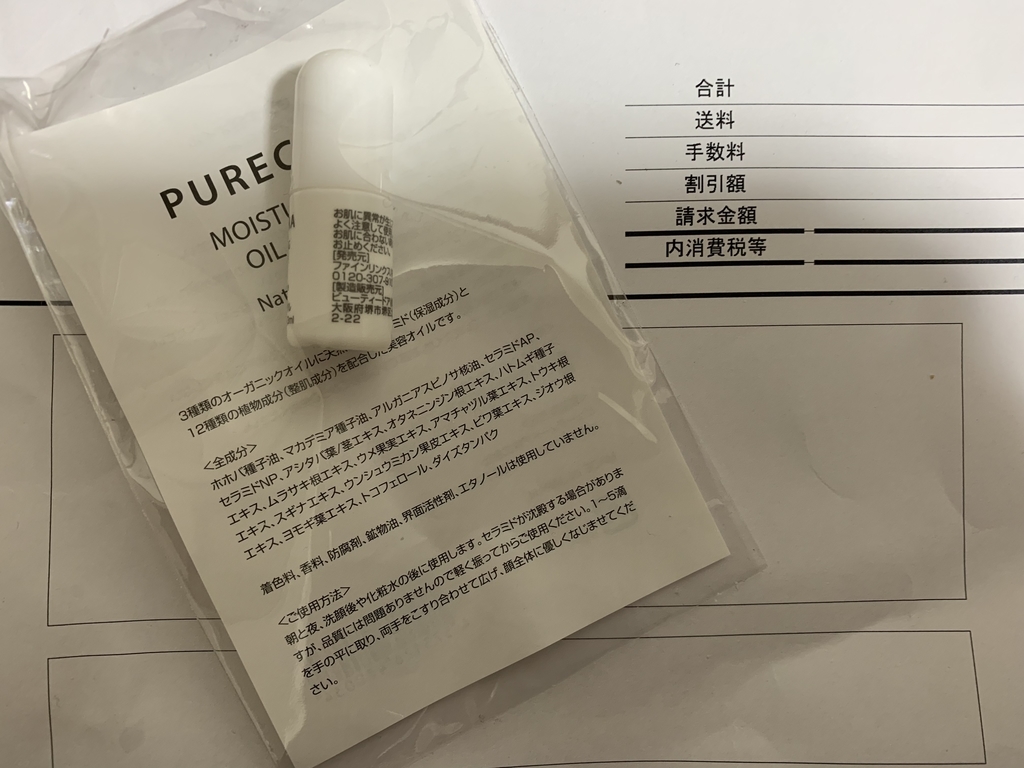 PUREC
MOISTU
OIL
Nat
お肌に異常が生
よく注意して使
お肌に合わない
お止めください
[発売元]
ファインリンクス
0120-307-
[製造販売元]
ビューティードア
大阪府堺市堺
2-22
3種類のオーガニックオイルに天 ミド(保湿成分)と
12種類の植物成分(整肌成分)を配合した美容オイルです。
<全成分>
ホホバ種子油、マカデミア種子油、アルガニアスピノサ核油、セラミドAP、
セラミドNP、アシタバ葉/茎エキス、オタネニンジン根エキス、ハトムギ種子
エキス、ムラサキ根エキス、ウメ果実エキス、アマチャヅル葉エキス、トウキ根
エキス、スギナエキス、ウンシュウミカン果皮エキス、ビワ葉エキス、ジオウ根
エキス、ヨモギ葉エキス、トコフェロール、ダイズタンパク
着色料、香料、防腐剤、鉱物油、界面活性剤、エタノールは使用していません。
<ご使用方法>
朝と夜、洗顔後や化粧水の後に使用します。セラミドが沈殿する場合がありま
すが、品質には問題ありませんので軽く振ってからご使用ください。1〜5滴
を手の平に取り、両手をこすり合わせて広げ、顔全体に優しくなじませてくだ
さい。
合計
送料
手数料
割引額
請求金額
内消費税等